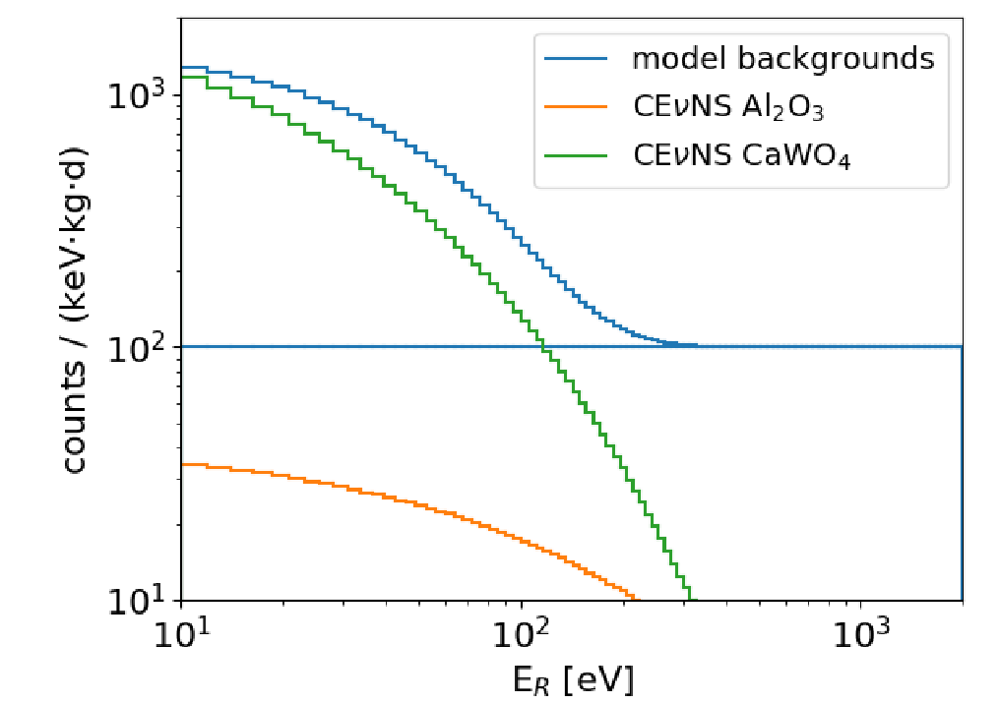 model backgrounds
CEνNS Al₂O₃
CEνNS CaWO₄
counts / (keV·kg·d)
10³
10²
10¹
10¹ 10² 10³
E_R [eV]